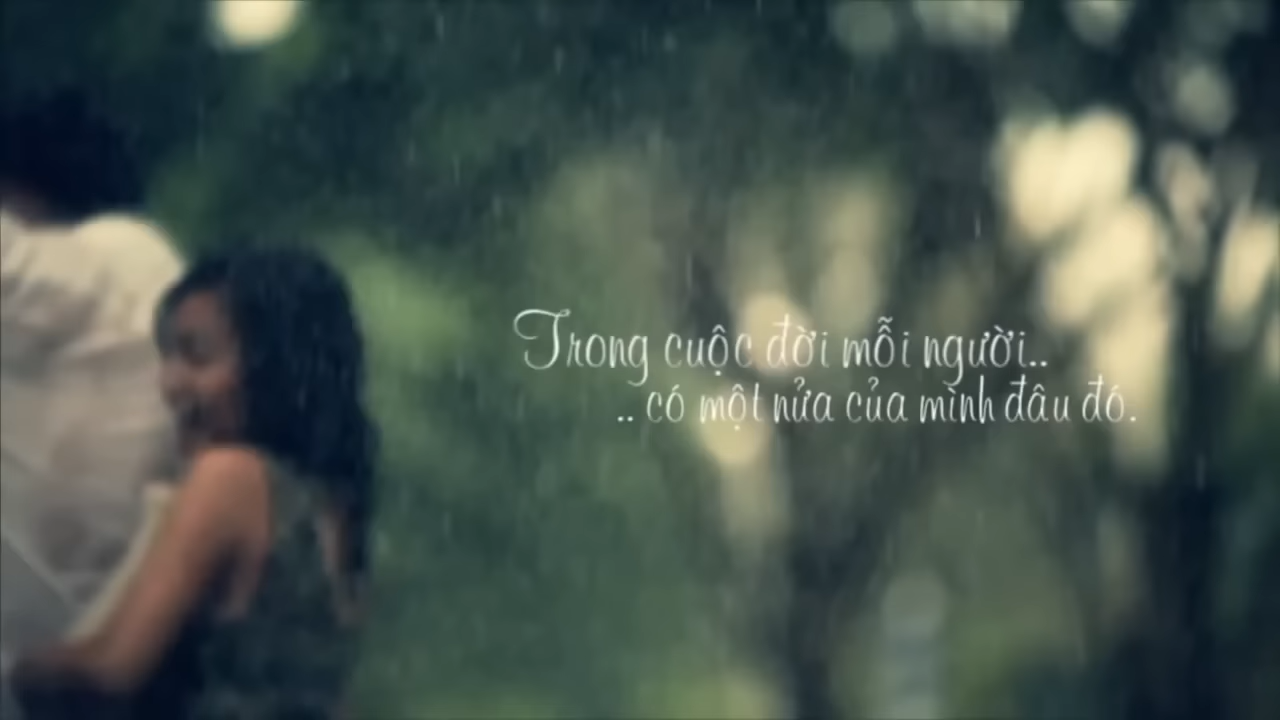 Trong cuộc đời mỗi người..
.. có một nửa của mình đâu đó.